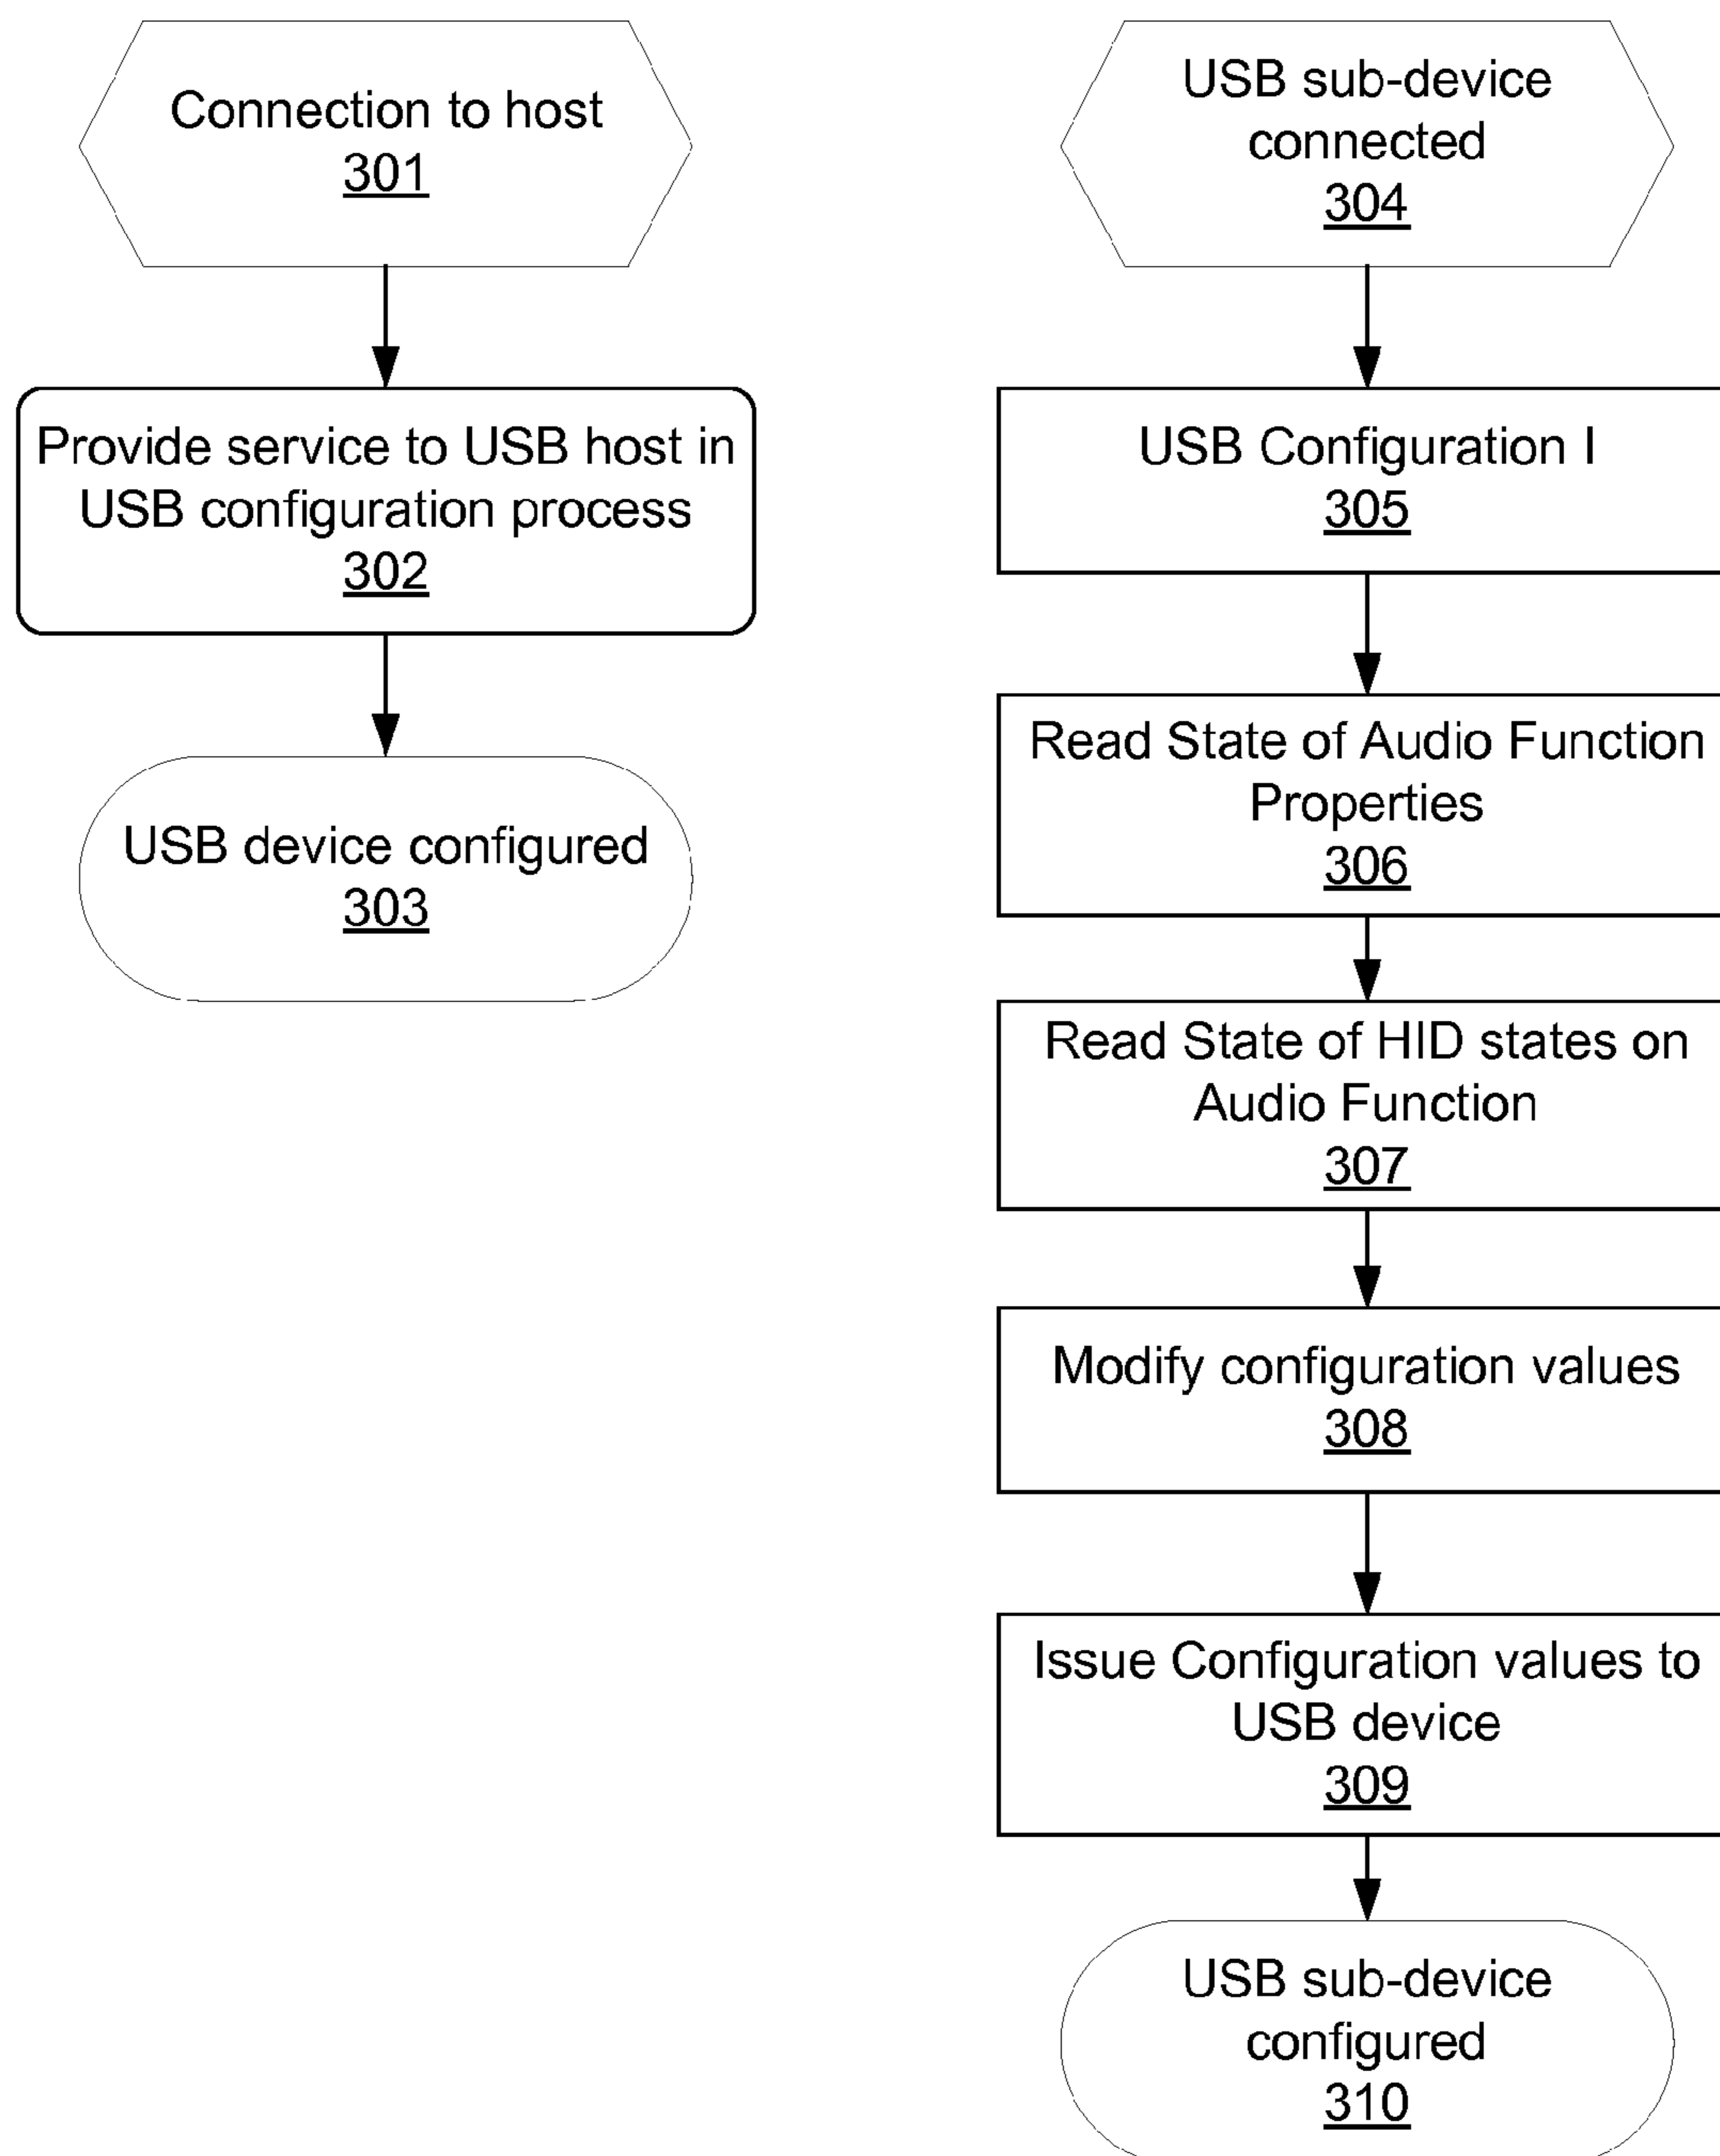 Connection to host
301
Provide service to USB host in
USB configuration process
302
USB device configured
303
USB sub-device
connected
304
USB Configuration I
305
Read State of Audio Function
Properties
306
Read State of HID states on
Audio Function
307
Modify configuration values
308
Issue Configuration values to
USB device
309
USB sub-device
configured
310